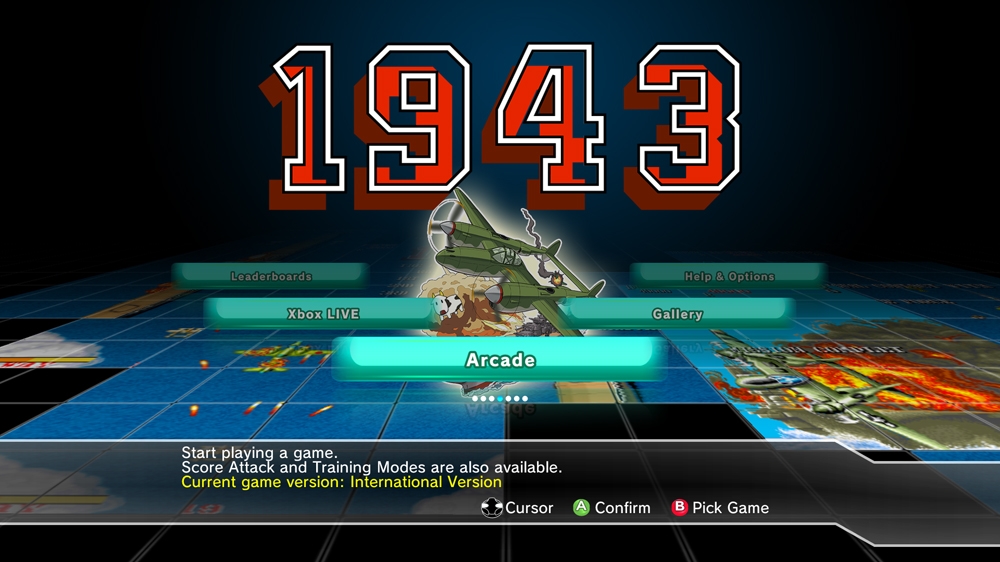 1943
Leaderboards
Help & Options
Xbox LIVE
Gallery
Arcade
Start playing a game.
Score Attack and Training Modes are also available.
Current game version: International Version
A Confirm
B Pick Game
Cursor